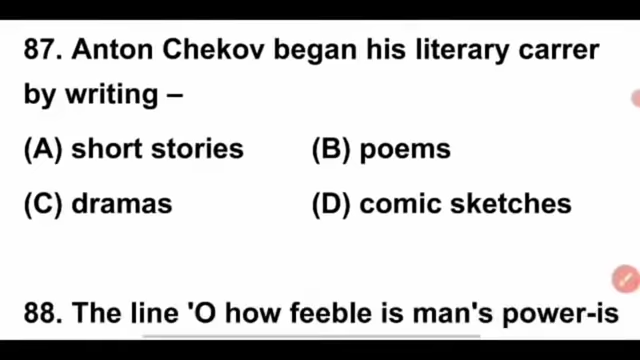 87. Anton Chekov began his literary carrer
by writing –
(A) short stories (B) poems
(C) dramas (D) comic sketches
88. The line 'O how feeble is man's power-is